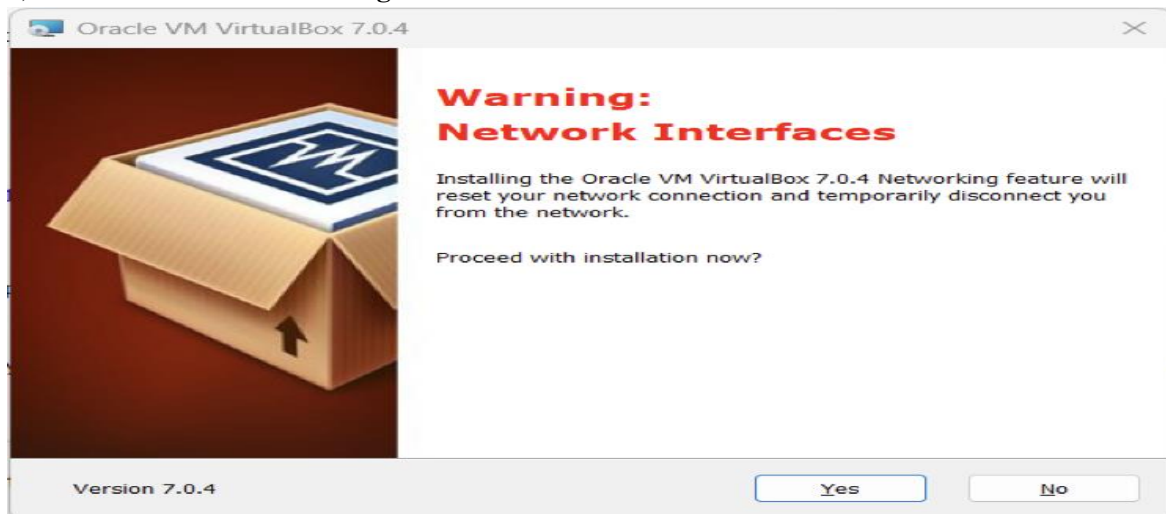 Oracle VM VirtualBox 7.0.4
Warning:
Network Interfaces
Installing the Oracle VM VirtualBox 7.0.4 Networking feature will
reset your network connection and temporarily disconnect you
from the network.
Proceed with installation now?
Version 7.0.4
Yes
No